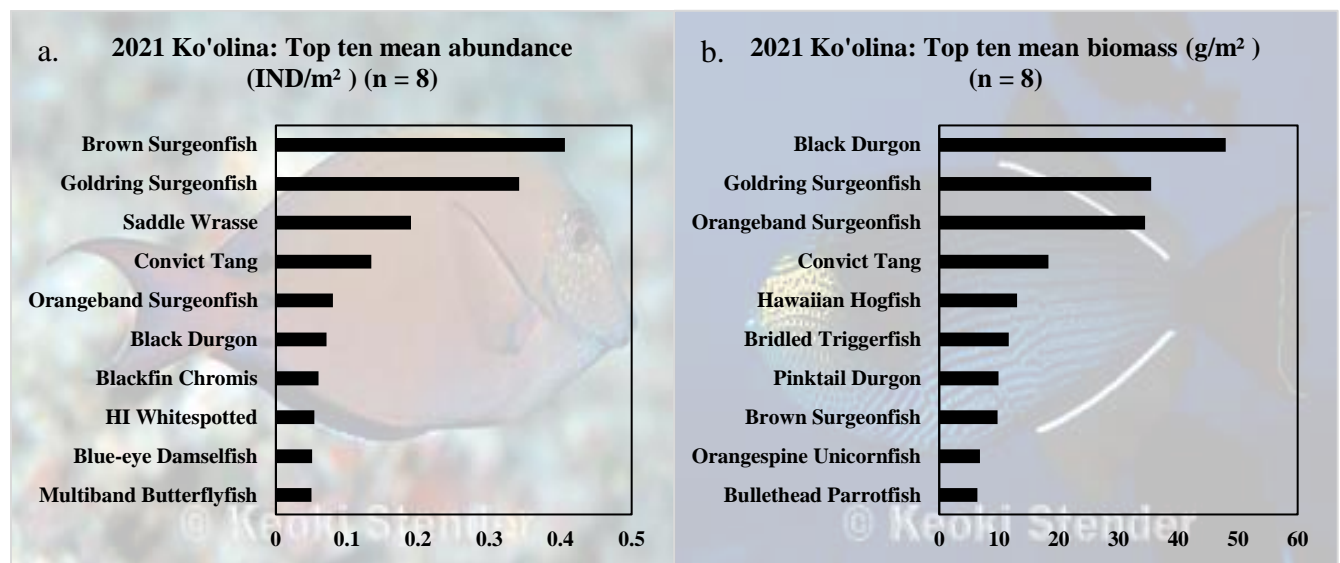 a.
2021 Ko'olina: Top ten mean abundance
(IND/m² ) (n = 8)
Brown Surgeonfish
Goldring Surgeonfish
Saddle Wrasse
Convict Tang
Orangeband Surgeonfish
Black Durgon
Blackfin Chromis
HI Whitespotted
Blue-eye Damselfish
Multiband Butterflyfish
0 0.1 0.2 0.3 0.4 0.5
© Keoki Stender
b.
2021 Ko'olina: Top ten mean biomass (g/m² )
(n = 8)
Black Durgon
Goldring Surgeonfish
Orangeband Surgeonfish
Convict Tang
Hawaiian Hogfish
Bridled Triggerfish
Pinktail Durgon
Brown Surgeonfish
Orangespine Unicornfish
Bullethead Parrotfish
0 10 20 30 40 50 60
© Keoki Stender